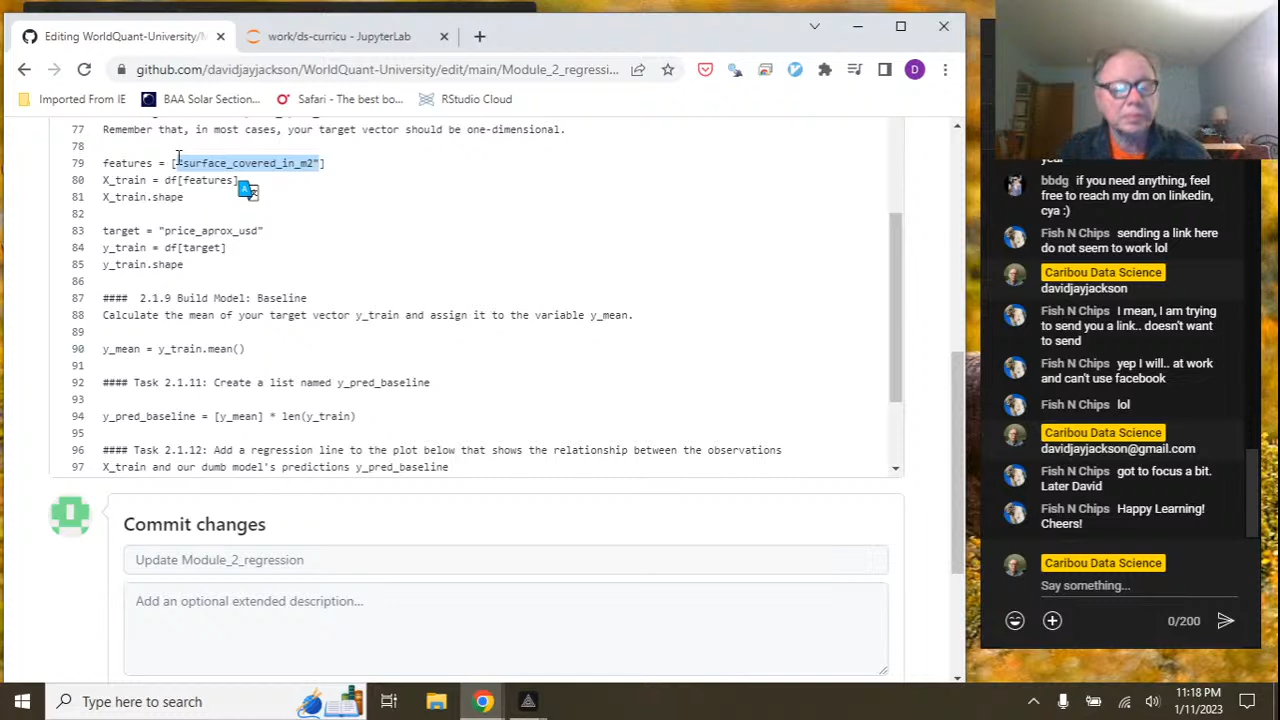 Editing WorldQuant-University/M
work/ds-curricu - JupyterLab
github.com/davidjayjackson/WorldQuant-University/edit/main/Module_2_regressi...
D
Imported From IE
BAA Solar Section...
Safari - The best bo...
RStudio Cloud
77 Remember that, in most cases, your target vector should be one-dimensional.
78
79 features = ["surface_covered_in_m2"]
80 X_train = df[features]
81 X_train.shape
82
83 target = "price_aprox_usd"
84 y_train = df[target]
85 y_train.shape
86
87 ####  2.1.9 Build Model: Baseline
88 Calculate the mean of your target vector y_train and assign it to the variable y_mean.
89
90 y_mean = y_train.mean()
91
92 #### Task 2.1.11: Create a list named y_pred_baseline
93
94 y_pred_baseline = [y_mean] * len(y_train)
95
96 #### Task 2.1.12: Add a regression line to the plot below that shows the relationship between the observations
97 X_train and our dumb model's predictions y_pred_baseline
Commit changes
Update Module_2_regression
Add an optional extended description...
bbdg if you need anything, feel
free to reach my dm on linkedin,
cya :)
Fish N Chips sending a link here
do not seem to work lol
Caribou Data Science
davidjayjackson
Fish N Chips I mean, I am trying
to send you a link.. doesn't want
to send
Fish N Chips yep I will.. at work
and can't use facebook
Fish N Chips lol
Caribou Data Science
davidjayjackson@gmail.com
Fish N Chips got to focus a bit.
Later David
Fish N Chips Happy Learning!
Cheers!
Caribou Data Science
Say something...
0/200
Type here to search
11:18 PM
1/11/2023